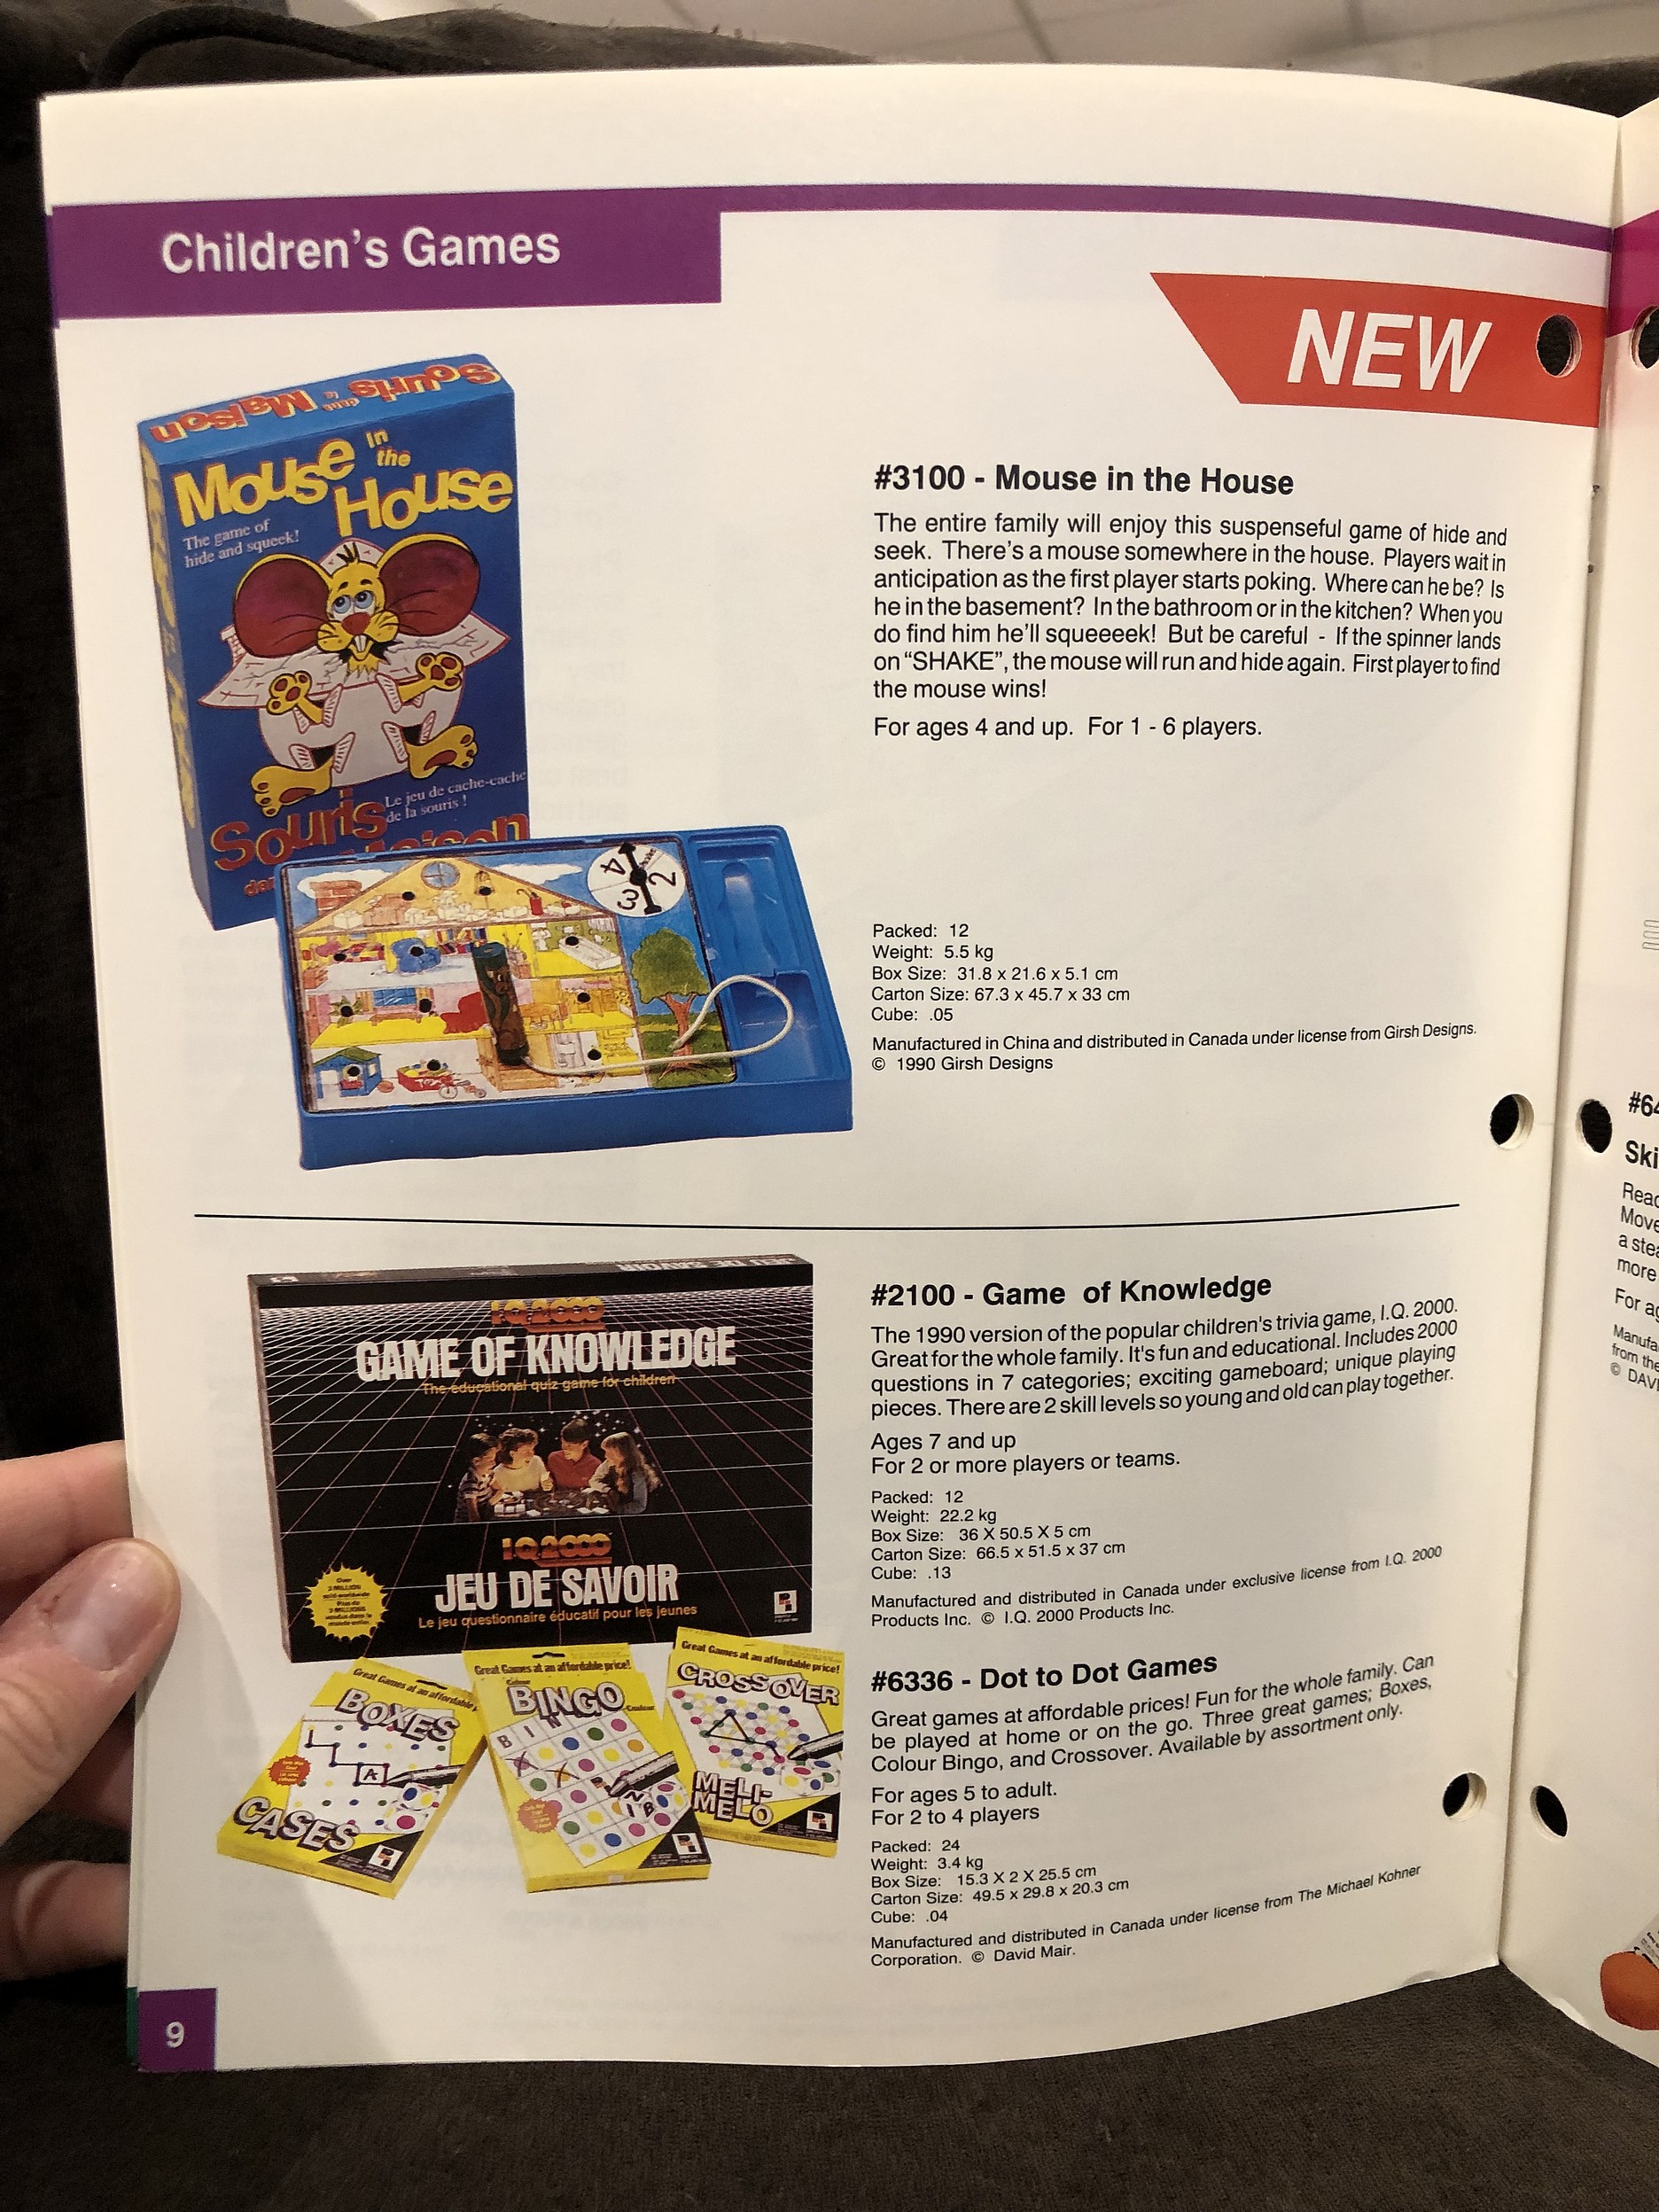 Children's Games
NEW
Souris dans la Maison
Mouse in the House
The game of
hide and squeek!
Le jeu de cache-cache
de la souris !
Souris
Maison
4
2
3
#3100 - Mouse in the House
The entire family will enjoy this suspenseful game of hide and
seek. There's a mouse somewhere in the house. Players wait in
anticipation as the first player starts poking. Where can he be? Is
he in the basement? In the bathroom or in the kitchen? When you
do find him he'll squeeeek! But be careful - If the spinner lands
on "SHAKE", the mouse will run and hide again. First player to find
the mouse wins!
For ages 4 and up. For 1 - 6 players.
Packed: 12
Weight: 5.5 kg
Box Size: 31.8 x 21.6 x 5.1 cm
Carton Size: 67.3 x 45.7 x 33 cm
Cube: .05
Manufactured in China and distributed in Canada under license from Girsh Designs.
© 1990 Girsh Designs
I.Q 2000
GAME OF KNOWLEDGE
The educational quiz game for children
I.Q 2000
JEU DE SAVOIR
Le jeu questionnaire éducatif pour les jeunes
#2100 - Game of Knowledge
The 1990 version of the popular children's trivia game, I.Q. 2000.
Great for the whole family. It's fun and educational. Includes 2000
questions in 7 categories; exciting gameboard; unique playing
pieces. There are 2 skill levels so young and old can play together.
Ages 7 and up
For 2 or more players or teams.
Packed: 12
Weight: 22.2 kg
Box Size: 36 X 50.5 X 5 cm
Carton Size: 66.5 x 51.5 x 37 cm
Cube: .13
Manufactured and distributed in Canada under exclusive license from I.Q. 2000
Products Inc. © I.Q. 2000 Products Inc.
Great Games at an affordable
BOXES
A
CASES
Great Games at an affordable price!
Colour BINGO Couleur
B I N
Great Games at an affordable price!
CROSSOVER
MELI-
MELO
#6336 - Dot to Dot Games
Great games at affordable prices! Fun for the whole family. Can
be played at home or on the go. Three great games; Boxes,
Colour Bingo, and Crossover. Available by assortment only.
For ages 5 to adult.
For 2 to 4 players
Packed: 24
Weight: 3.4 kg
Box Size: 15.3 X 2 X 25.5 cm
Carton Size: 49.5 x 29.8 x 20.3 cm
Cube: .04
Manufactured and distributed in Canada under license from The Michael Kohner
Corporation. © David Mair.
9
#64
Ski
Read
Move
a stea
more
For ag
Manufa
from the
© DAVI